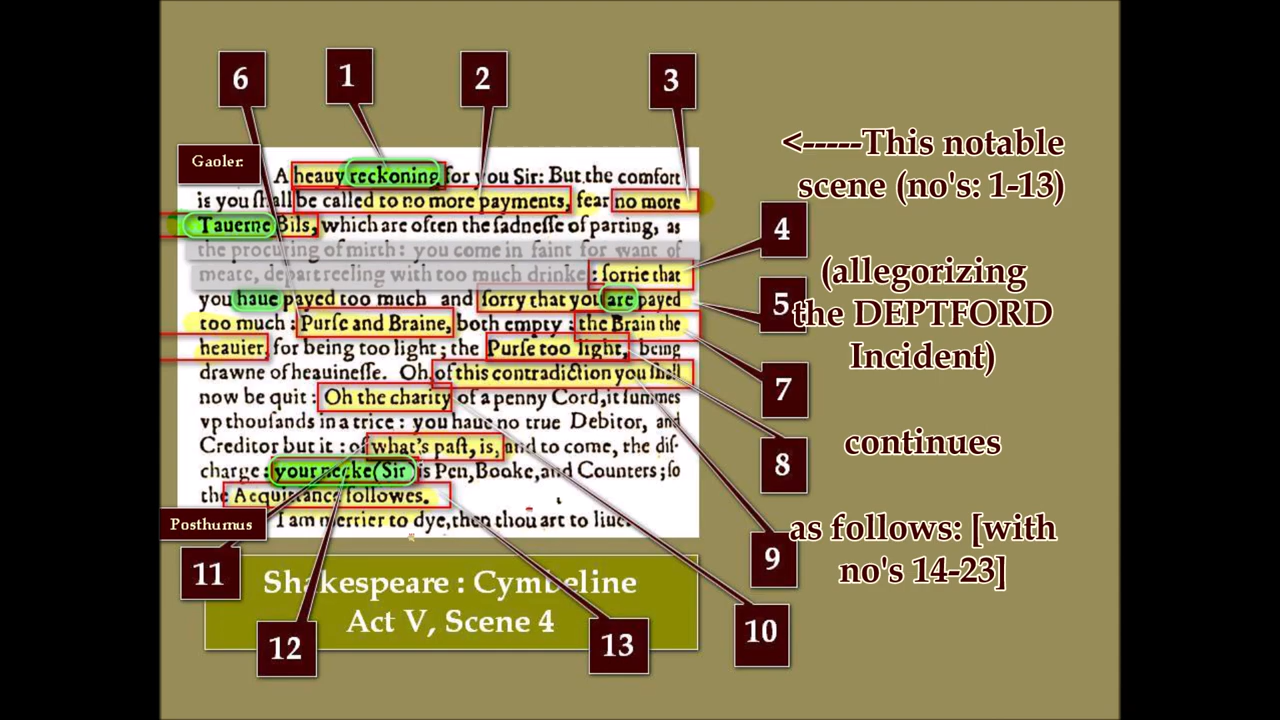 6
1
2
3
Gaoler:
A heauy reckoning for you Sir: But the comfort
is you ſhall be called to no more payments, fear no more
Tauerne Bils, which are often the ſadneſſe of parting, as
the procuring of mirth: you come in faint for want of
meate, depart reeling with too much drinke: ſorrie that
you haue payed too much and ſorry that you are payed
too much: Purſe and Braine, both empty: the Brain the
heauier, for being too light; the Purſe too light, being
drawne of heauineſſe. Oh, of this contradiction you ſhall
now be quit: Oh the charity of a penny Cord, it ſummes
vp thouſands in a trice: you haue no true Debitor, and
Creditor but it: of what's paſt, is, and to come, the diſ-
charge: your necke (Sir is Pen, Booke, and Counters; ſo
the Acquittance followes.
Posthumus
I am merrier to dye, then thou art to liue.
<-----This notable
scene (no's: 1-13)
4
(allegorizing
5
the DEPTFORD
Incident)
7
continues
8
as follows: [with
9
no's 14-23]
11
Shakespeare : Cymbeline
Act V, Scene 4
12
13
10